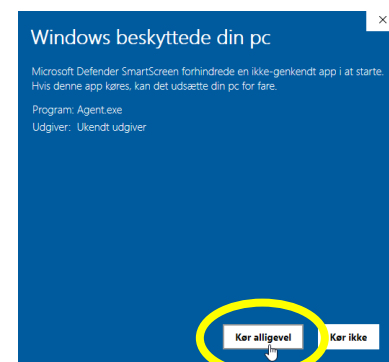 Windows beskyttede din pc
Microsoft Defender SmartScreen forhindrede en ikke-genkendt app i at starte.
Hvis denne app køres, kan det udsætte din pc for fare.
Program: Agent.exe
Udgiver: Ukendt udgiver
Kør alligevel
Kør ikke